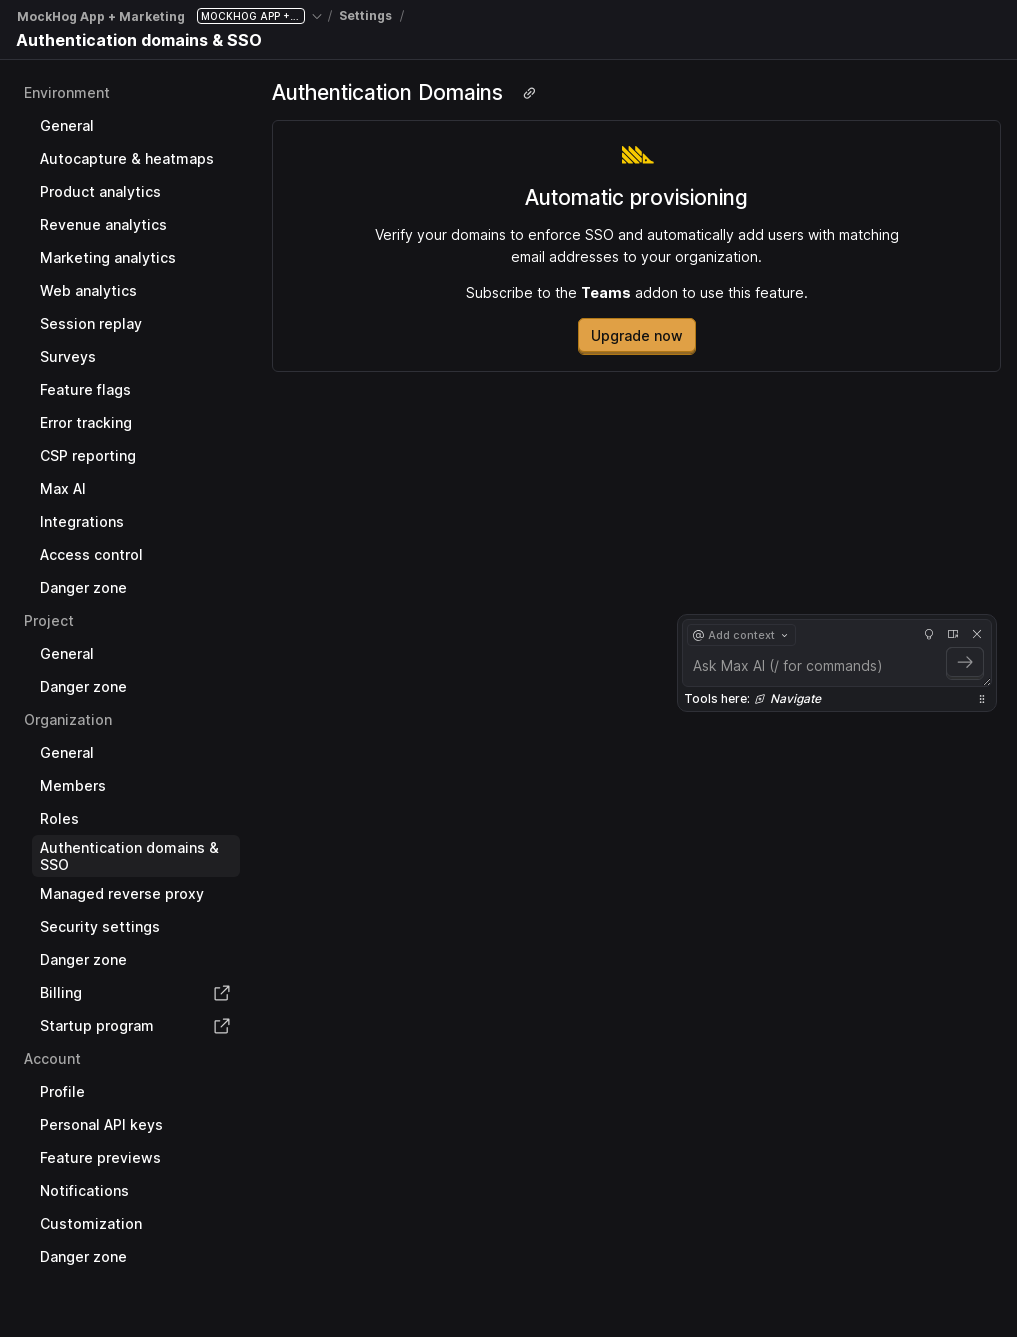 MockHog App + Marketing MOCKHOG APP +... / Settings /
Authentication domains & SSO
Environment
General
Autocapture & heatmaps
Product analytics
Revenue analytics
Marketing analytics
Web analytics
Session replay
Surveys
Feature flags
Error tracking
CSP reporting
Max AI
Integrations
Access control
Danger zone
Project
General
Danger zone
Organization
General
Members
Roles
Authentication domains &
SSO
Managed reverse proxy
Security settings
Danger zone
Billing
Startup program
Account
Profile
Personal API keys
Feature previews
Notifications
Customization
Danger zone
Authentication Domains
Automatic provisioning
Verify your domains to enforce SSO and automatically add users with matching
email addresses to your organization.
Subscribe to the Teams addon to use this feature.
Upgrade now
@ Add context
Ask Max AI (/ for commands)
Tools here: Navigate